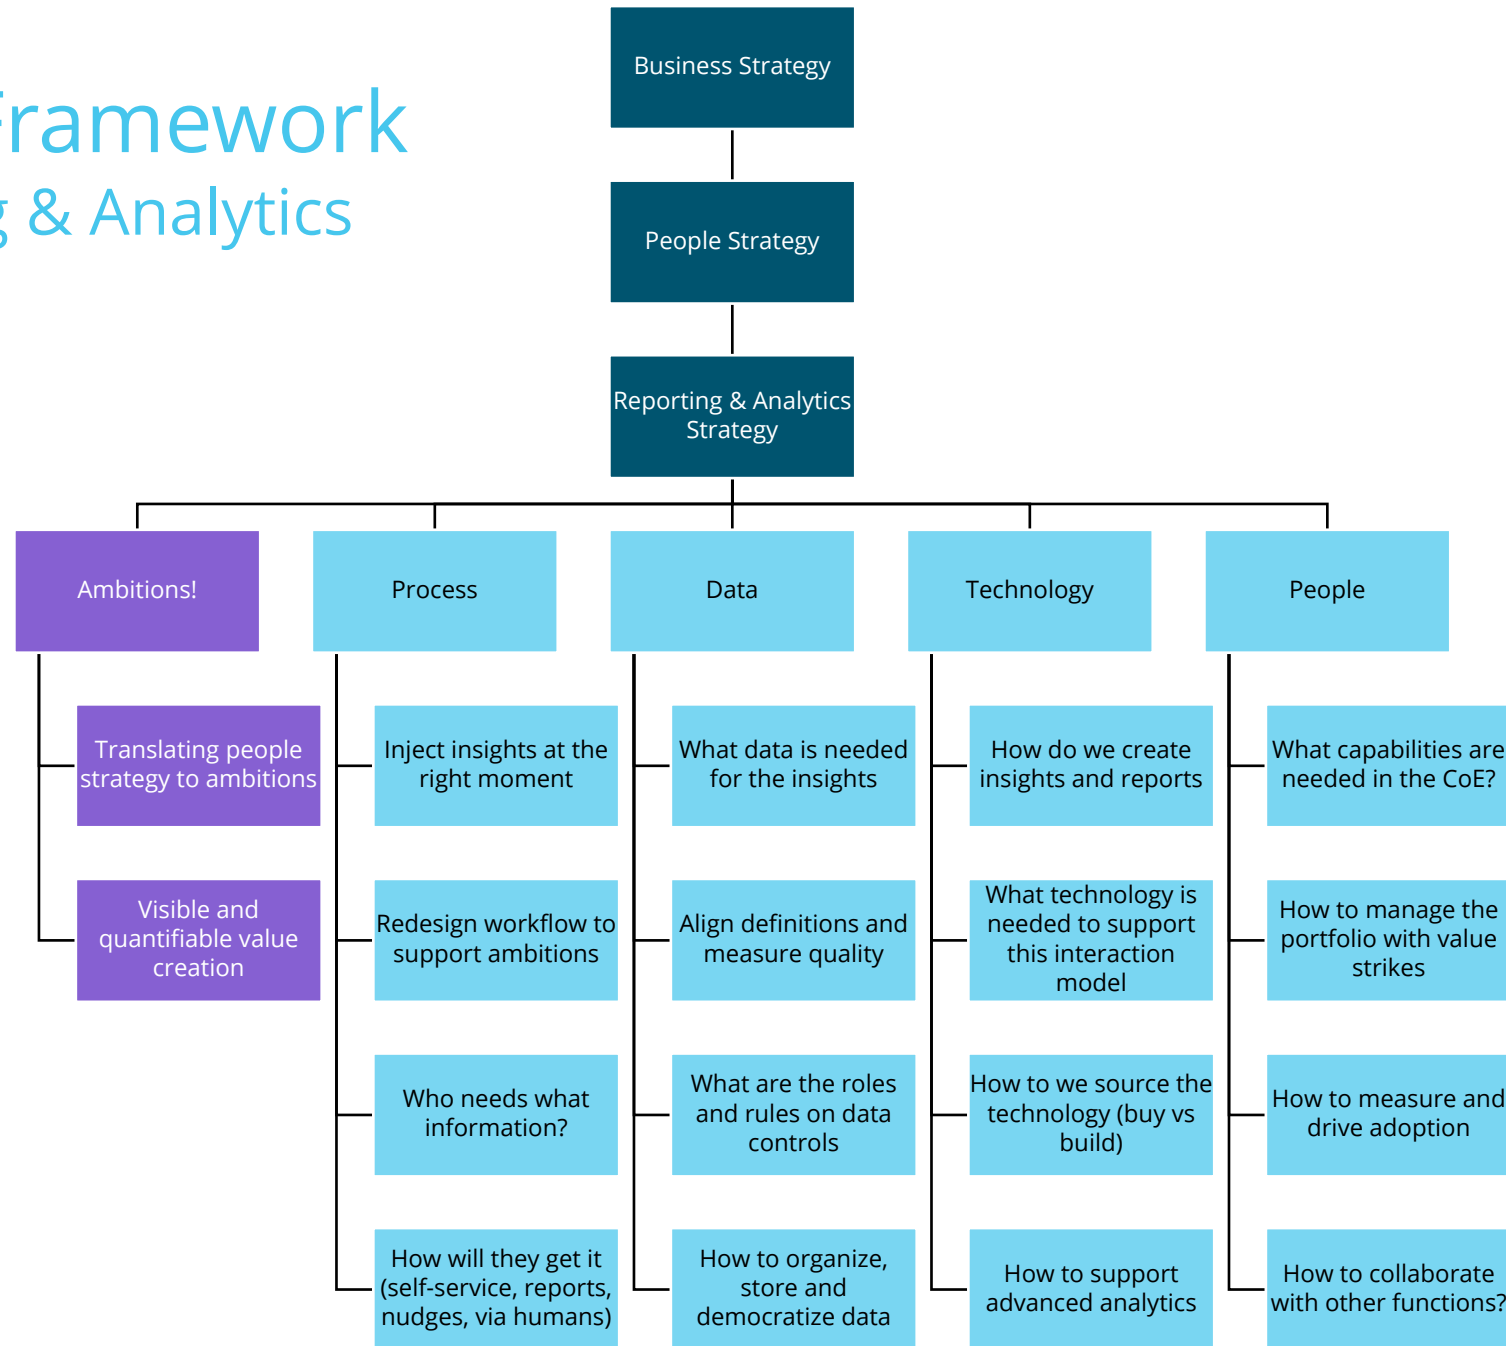 Framework
g & Analytics
Business Strategy
People Strategy
Reporting & Analytics
Strategy
Ambitions!
Translating people
strategy to ambitions
Visible and
quantifiable value
creation
Process
Inject insights at the
right moment
Redesign workflow to
support ambitions
Who needs what
information?
How will they get it
(self-service, reports,
nudges, via humans)
Data
What data is needed
for the insights
Align definitions and
measure quality
What are the roles
and rules on data
controls
How to organize,
store and
democratize data
Technology
How do we create
insights and reports
What technology is
needed to support
this interaction
model
How to we source the
technology (buy vs
build)
How to support
advanced analytics
People
What capabilities are
needed in the CoE?
How to manage the
portfolio with value
strikes
How to measure and
drive adoption
How to collaborate
with other functions?